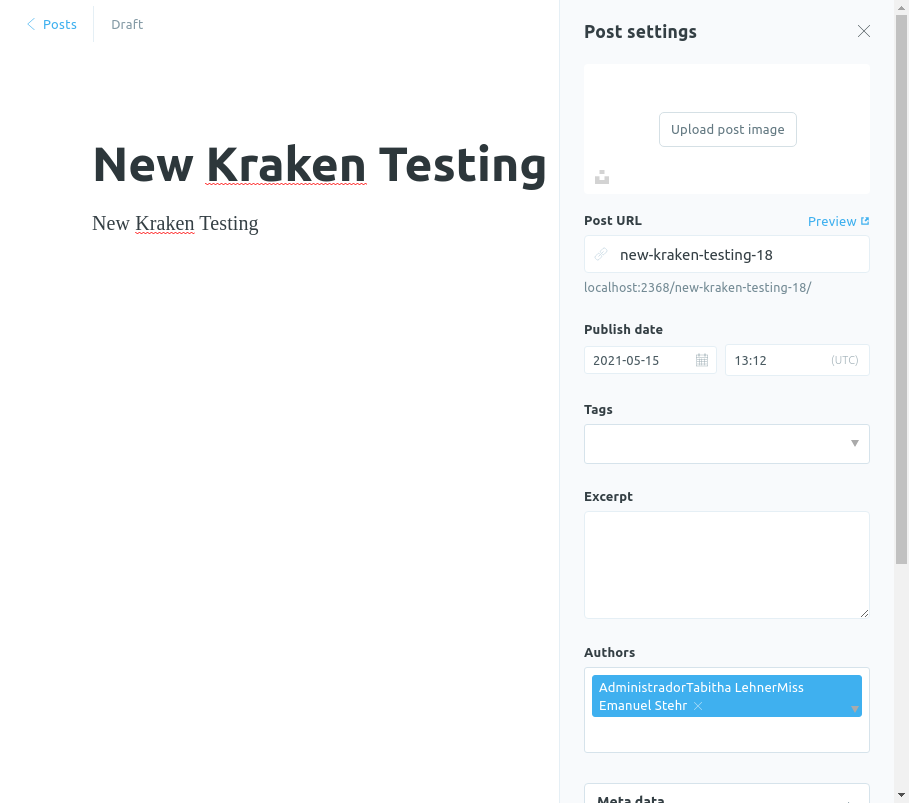 Posts
Draft
New Kraken Testing
New Kraken Testing
Post settings
Upload post image
Post URL
Preview
new-kraken-testing-18
localhost:2368/new-kraken-testing-18/
Publish date
2021-05-15
13:12
(UTC)
Tags
Excerpt
Authors
AdministradorTabitha LehnerMiss
Emanuel Stehr
Meta data